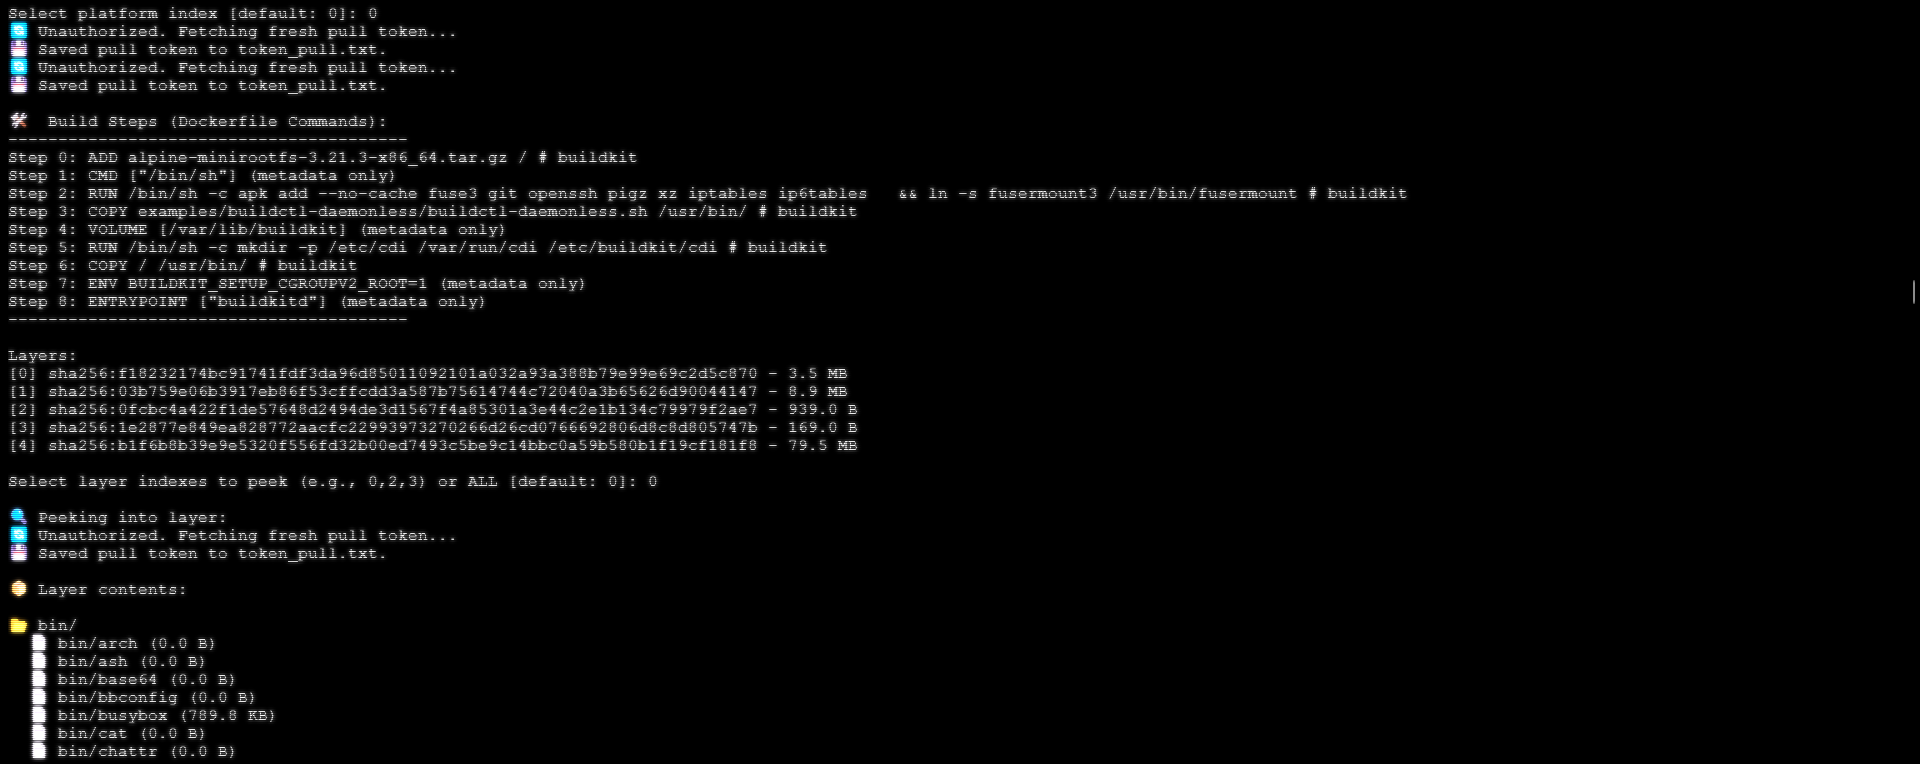 Select platform index [default: 0]: 0
Unauthorized. Fetching fresh pull token...
Saved pull token to token_pull.txt.
Unauthorized. Fetching fresh pull token...
Saved pull token to token_pull.txt.
Build Steps (Dockerfile Commands):
----------------------------------------
Step 0: ADD alpine-minirootfs-3.21.3-x86_64.tar.gz / # buildkit
Step 1: CMD ["/bin/sh"] (metadata only)
Step 2: RUN /bin/sh -c apk add --no-cache fuse3 git openssh pigz xz iptables ip6tables   && ln -s fusermount3 /usr/bin/fusermount # buildkit
Step 3: COPY examples/buildctl-daemonless/buildctl-daemonless.sh /usr/bin/ # buildkit
Step 4: VOLUME [/var/lib/buildkit] (metadata only)
Step 5: RUN /bin/sh -c mkdir -p /etc/cdi /var/run/cdi /etc/buildkit/cdi # buildkit
Step 6: COPY / /usr/bin/ # buildkit
Step 7: ENV BUILDKIT_SETUP_CGROUPV2_ROOT=1 (metadata only)
Step 8: ENTRYPOINT ["buildkitd"] (metadata only)
----------------------------------------
Layers:
[0] sha256:f18232174bc91741fdf3da96d85011092101a032a93a388b79e99e69c2d5c870 - 3.5 MB
[1] sha256:03b759e06b3917eb86f53cffcdd3a587b75614744c72040a3b65626d90044147 - 8.9 MB
[2] sha256:0fcbc4a422f1de57648d2494de3d1567f4a85301a3e44c2e1b134c79979f2ae7 - 939.0 B
[3] sha256:1e2877e849ea828772aacfc22993973270266d26cd0766692806d8c8d805747b - 169.0 B
[4] sha256:b1f6b8b39e9e5320f556fd32b00ed7493c5be9c14bbc0a59b580b1f19cf181f8 - 79.5 MB
Select layer indexes to peek (e.g., 0,2,3) or ALL [default: 0]: 0
Peeking into layer:
Unauthorized. Fetching fresh pull token...
Saved pull token to token_pull.txt.
Layer contents:
bin/
bin/arch (0.0 B)
bin/ash (0.0 B)
bin/base64 (0.0 B)
bin/bbconfig (0.0 B)
bin/busybox (789.8 KB)
bin/cat (0.0 B)
bin/chattr (0.0 B)